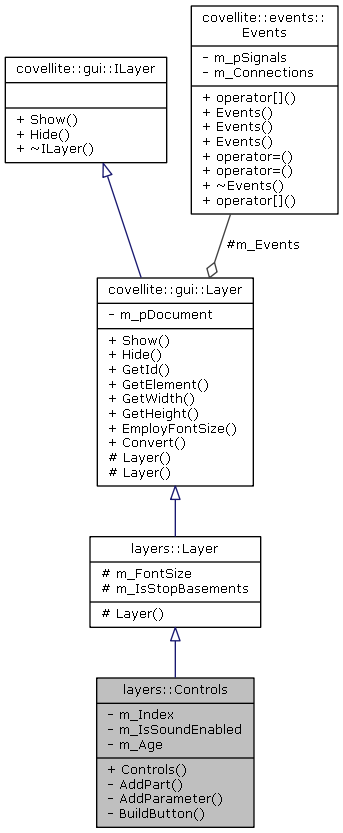 covellite::events::
Events
- m_pSignals
- m_Connections
+ operator[]()
+ Events()
+ Events()
+ Events()
+ operator=()
+ operator=()
+ ~Events()
+ operator[]()
covellite::gui::ILayer
+ Show()
+ Hide()
+ ~ILayer()
#m_Events
covellite::gui::Layer
- m_pDocument
+ Show()
+ Hide()
+ GetId()
+ GetElement()
+ GetWidth()
+ GetHeight()
+ EmployFontSize()
+ Convert()
# Layer()
# Layer()
layers::Layer
# m_FontSize
# m_IsStopBasements
# Layer()
layers::Controls
- m_Index
- m_IsSoundEnabled
- m_Age
+ Controls()
- AddPart()
- AddParameter()
- BuildButton()